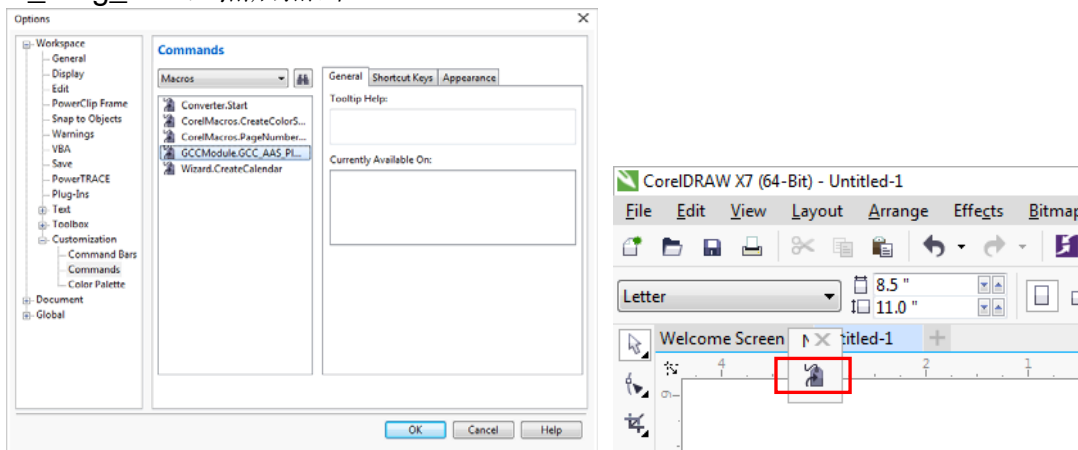 Options
Workspace
General
Display
Edit
PowerClip Frame
Snap to Objects
Warnings
VBA
Save
PowerTRACE
Plug-Ins
Text
Toolbox
Customization
Command Bars
Commands
Color Palette
Document
Global
Commands
Macros
Converter.Start
CorelMacros.CreateColorS...
CorelMacros.PageNumber...
GCCModule.GCC_AAS_Pl...
Wizard.CreateCalendar
General Shortcut Keys Appearance
Tooltip Help:
Currently Available On:
OK Cancel Help
CorelDRAW X7 (64-Bit) - Untitled-1
File Edit View Layout Arrange Effects Bitmap
Letter
8.5 "
11.0 "
Welcome Screen titled-1
4 2 1